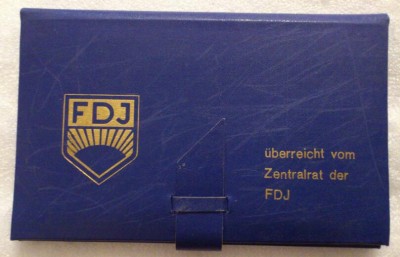 FDJ
überreicht vom
Zentralrat der
FDJ